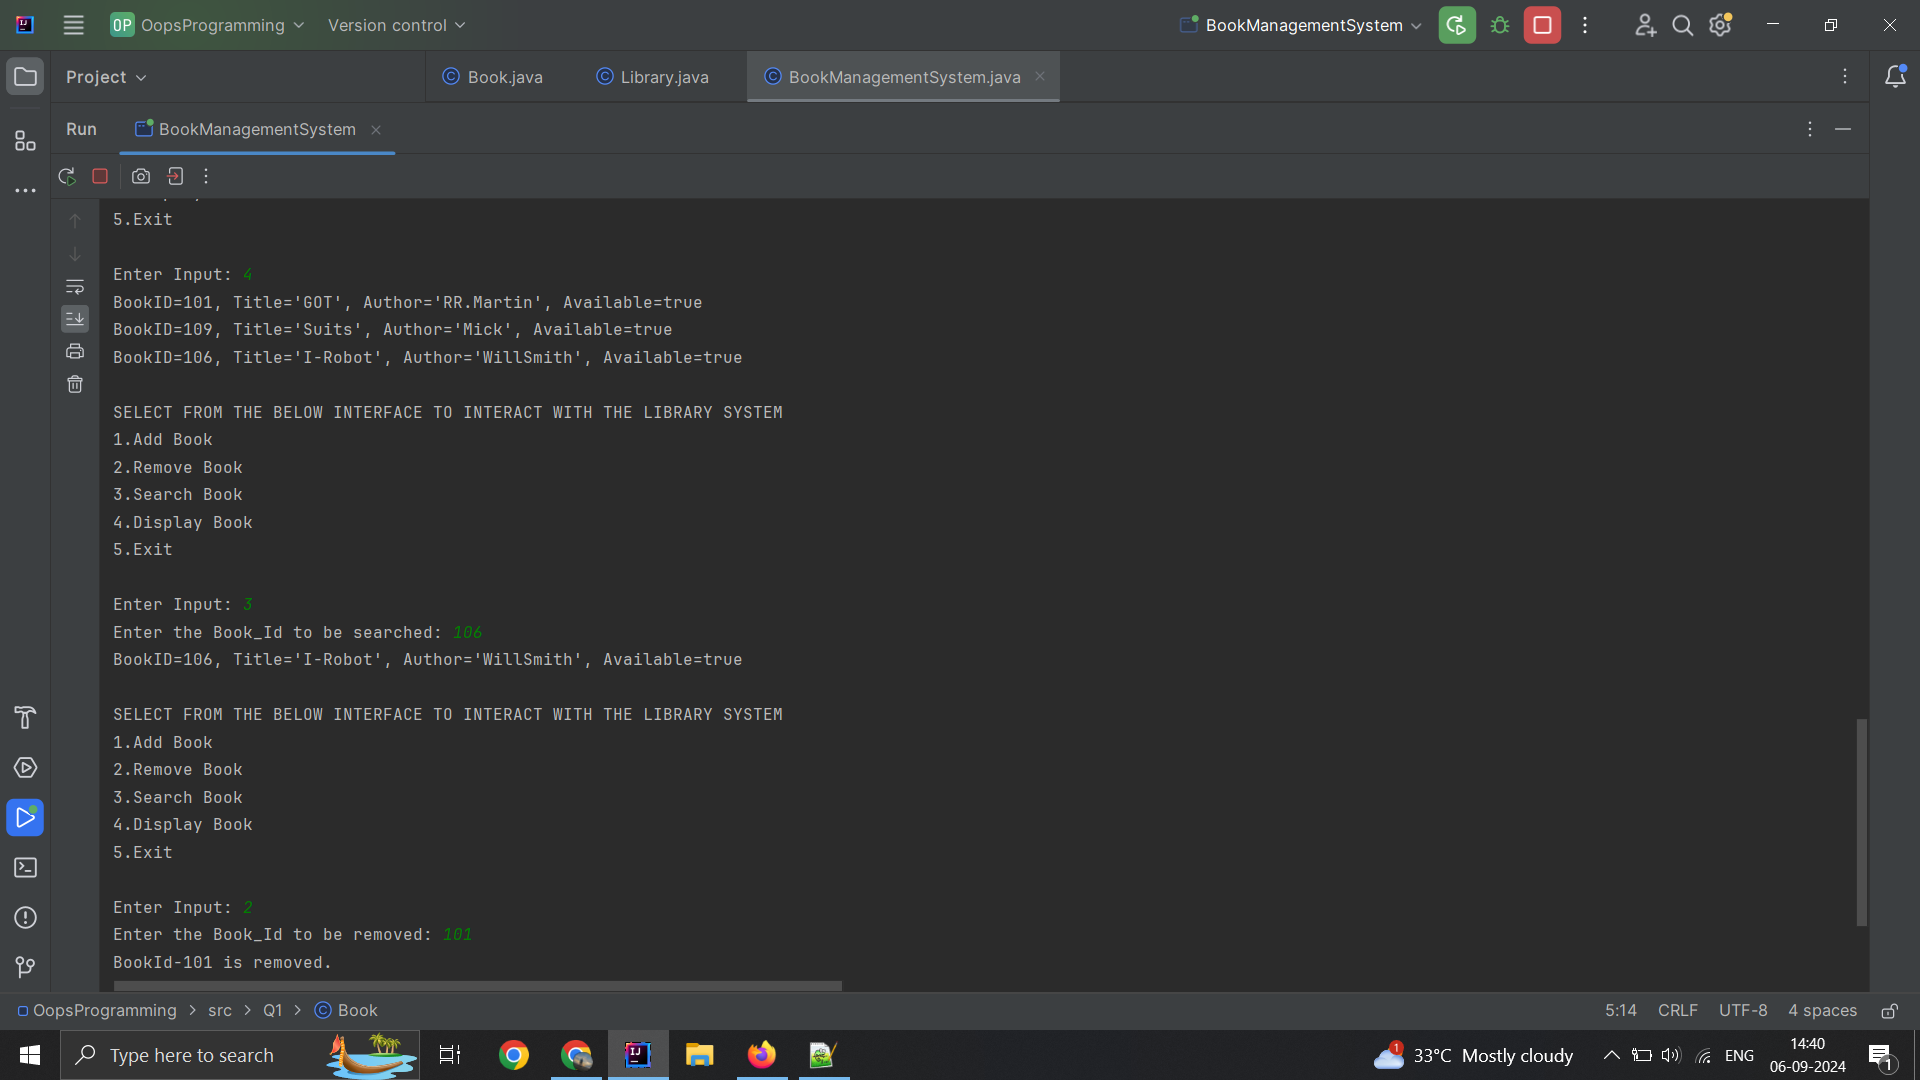 OP OopsProgramming Version control BookManagementSystem
Project Book.java Library.java BookManagementSystem.java
Run BookManagementSystem
5.Exit
Enter Input: 4
BookID=101, Title='GOT', Author='RR.Martin', Available=true
BookID=109, Title='Suits', Author='Mick', Available=true
BookID=106, Title='I-Robot', Author='WillSmith', Available=true
SELECT FROM THE BELOW INTERFACE TO INTERACT WITH THE LIBRARY SYSTEM
1.Add Book
2.Remove Book
3.Search Book
4.Display Book
5.Exit
Enter Input: 3
Enter the Book_Id to be searched: 106
BookID=106, Title='I-Robot', Author='WillSmith', Available=true
SELECT FROM THE BELOW INTERFACE TO INTERACT WITH THE LIBRARY SYSTEM
1.Add Book
2.Remove Book
3.Search Book
4.Display Book
5.Exit
Enter Input: 2
Enter the Book_Id to be removed: 101
BookId-101 is removed.
OopsProgramming > src > Q1 > Book 5:14 CRLF UTF-8 4 spaces
Type here to search 1 33°C Mostly cloudy ENG 14:40
06-09-2024 1